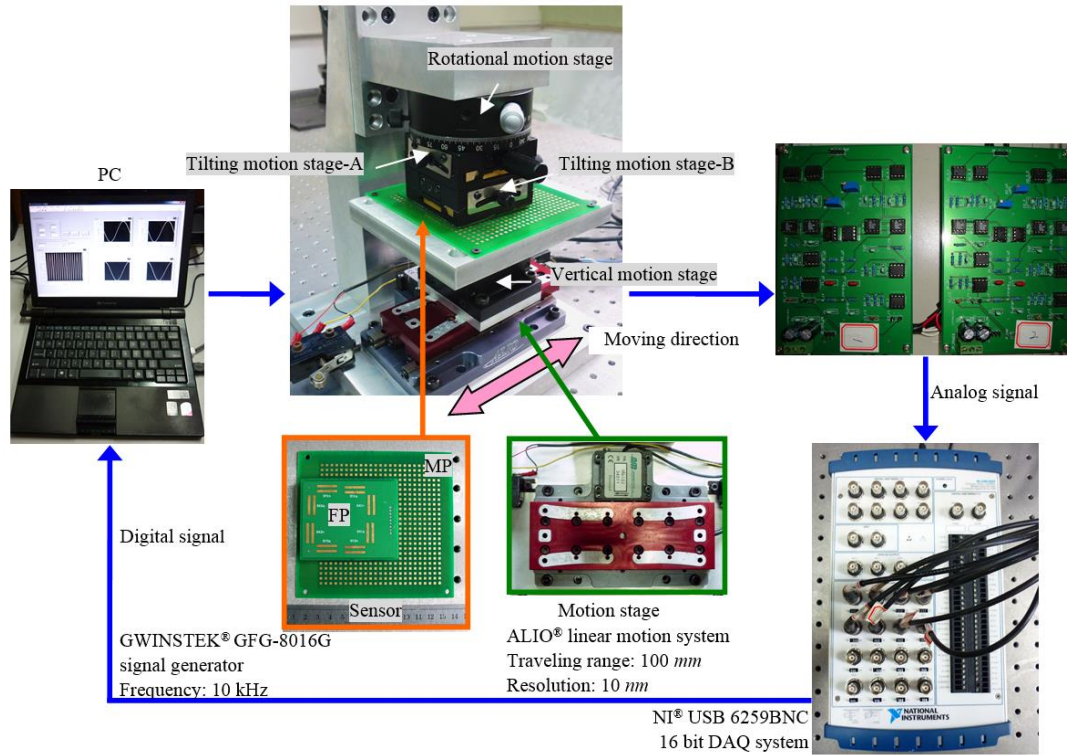 Rotational motion stage
Tilting motion stage-A
Tilting motion stage-B
PC
Vertical motion stage
Moving direction
Analog signal
MP
FP
Digital signal
Sensor
Motion stage
GWINSTEK® GFG-8016G
signal generator
Frequency: 10 kHz
ALIO® linear motion system
Traveling range: 100 mm
Resolution: 10 nm
NATIONAL
INSTRUMENTS
NI® USB 6259BNC
16 bit DAQ system